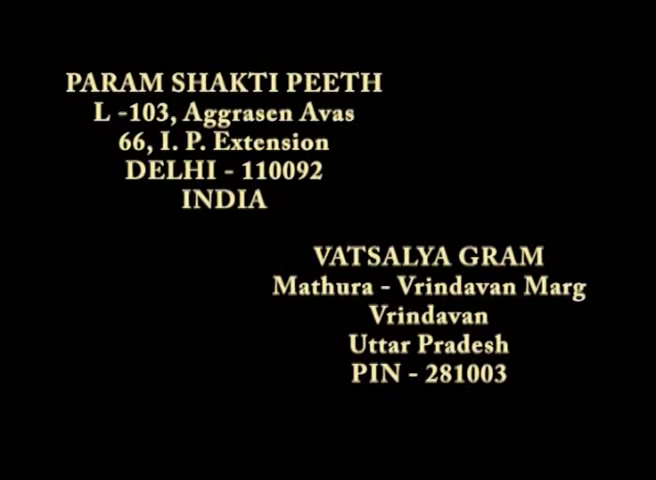 PARAM SHAKTI PEETH
L -103, Aggrasen Avas
66, I. P. Extension
DELHI - 110092
INDIA
VATSALYA GRAM
Mathura - Vrindavan Marg
Vrindavan
Uttar Pradesh
PIN - 281003